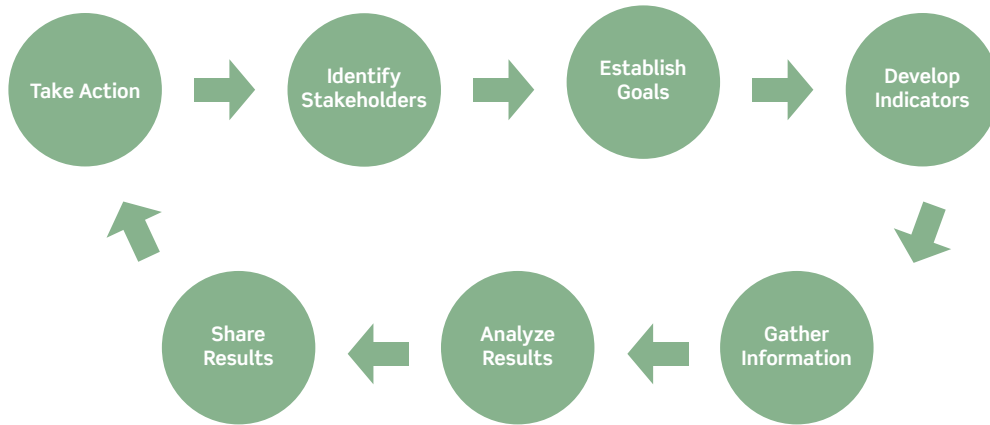 Take Action
Identify
Stakeholders
Establish
Goals
Develop
Indicators
Gather
Information
Analyze
Results
Share
Results